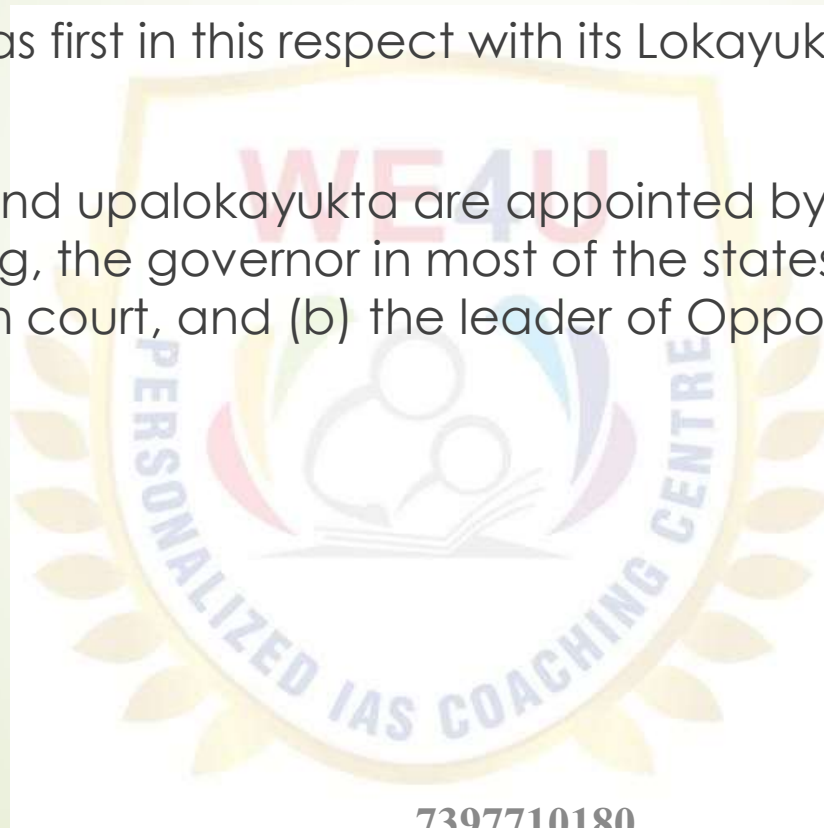 as first in this respect with its Lokayuk
WE4U
nd upalokayukta are appointed by
g, the governor in most of the states
court, and (b) the leader of Oppo
PERSONALIZED IAS COACHING CENTRE
7397710180